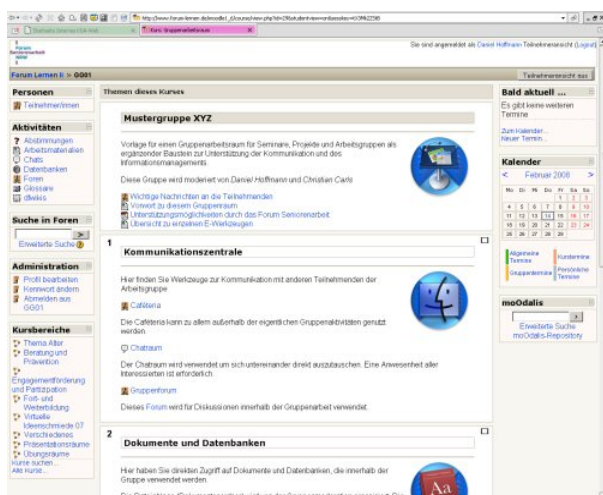 Kurs: Gruppenarbeitsraum
Forum
Seniorenarbeit
Sie sind angemeldet als Daniel Hoffmann Teilnehmeransicht (Logout)
Forum Lernen II > GG01
Teilnehmeransicht aus
Personen
Teilnehmer/innen
Aktivitäten
Abstimmungen
Arbeitsmaterialien
Chats
Datenbanken
Foren
Glossare
dfwikis
Suche in Foren
Erweiterte Suche
Administration
Profil bearbeiten
Kennwort ändern
Abmelden aus
GG01
Kursbereiche
Thema Alter
Beratung und
Prävention
Engagementförderung
und Partizipation
Fort- und
Weiterbildung
Virtuelle
Ideenschmiede 07
Verschiedenes
Präsentationsräume
Übungsräume
Kurse suchen...
Alle Kurse...
Themen dieses Kurses
Mustergruppe XYZ
Vorlage für einen Gruppenarbeitsraum für Seminare, Projekte und Arbeitsgruppen als
ergänzender Baustein zur Unterstützung der Kommunikation und des
Informationsmanagements.
Diese Gruppe wird moderiert von Daniel Hoffmann und Christian Carls
Wichtige Nachrichten an die Teilnehmenden
Vorwort zu diesem Gruppenraum
Unterstützungsmöglichkeiten durch das Forum Seniorenarbeit
Übersicht zu einzelnen E-Werkzeugen
1
Kommunikationszentrale
Hier finden Sie Werkzeuge zur Kommunikation mit anderen Teilnehmenden der
Arbeitsgruppe
Caféteria
Die Caféteria kann zu allem außerhalb der eigentlichen Gruppenaktivitäten genutzt
werden
Chatraum
Der Chatraum wird verwendet um sich untereinander direkt auszutauschen. Eine Anwesenheit aller
Interessierten ist erforderlich.
Gruppenforum
Dieses Forum wird für Diskussionen innerhalb der Gruppenarbeit verwendet.
2
Dokumente und Datenbanken
Hier haben Sie direkten Zugriff auf Dokumente und Datenbanken, die innerhalb der
Gruppe verwendet werden.
Aa
Bald aktuell ...
Es gibt keine weiteren
Termine
Zum Kalender...
Neuer Termin...
Kalender
< Februar 2008 >
Mo Di Mi Do Fr Sa So
1 2 3
4 5 6 7 8 9 10
11 12 13 14 15 16 17
18 19 20 21 22 23 24
25 26 27 28 29
Allgemeine
Termine
Kurstermine
Gruppentermine
Persönliche
Termine
moOdalis
Erweiterte Suche
moOdalis-Repository